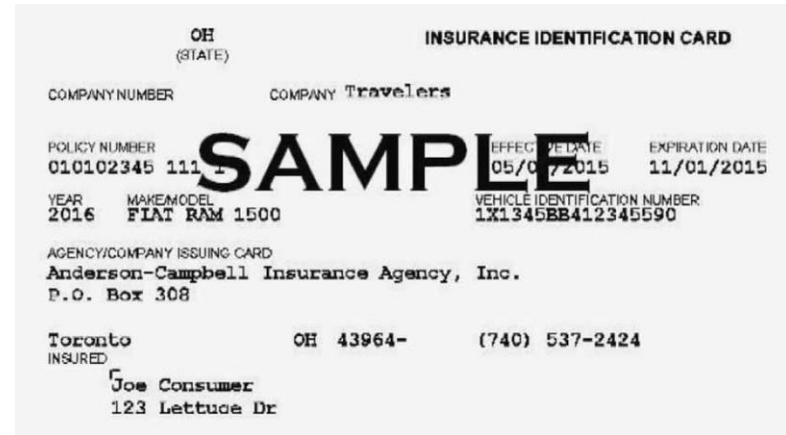 OH
(STATE)
INSURANCE IDENTIFICATION CARD
COMPANY NUMBER COMPANY Travelers
POLICY NUMBER EFFECTIVE DATE EXPIRATION DATE
010102345 111 11/01/2015
SAMPLE
YEAR MAKE/MODEL VEHICLE IDENTIFICATION NUMBER
2016 FIAT RAM 1500 1X1345BB412345590
AGENCY/COMPANY ISSUING CARD
Anderson-Campbell Insurance Agency, Inc.
P.O. Box 308
Toronto OH 43964- (740) 537-2424
INSURED
Joe Consumer
123 Lettuce Dr